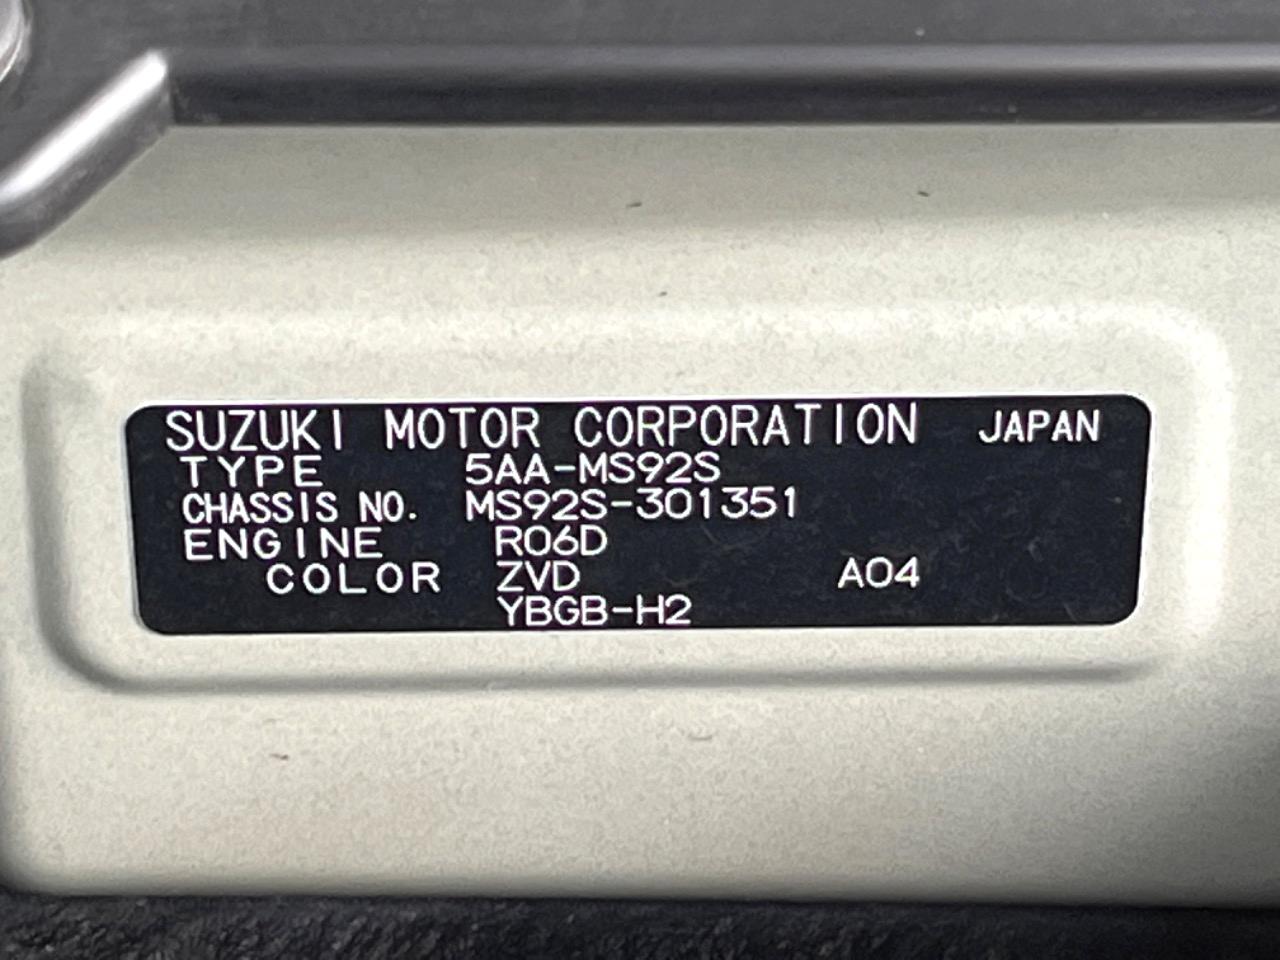 SUZUKI MOTOR CORPORATION JAPAN
TYPE 5AA-MS92S
CHASSIS NO. MS92S-301351
ENGINE R06D
COLOR ZVD A04
YBGB-H2